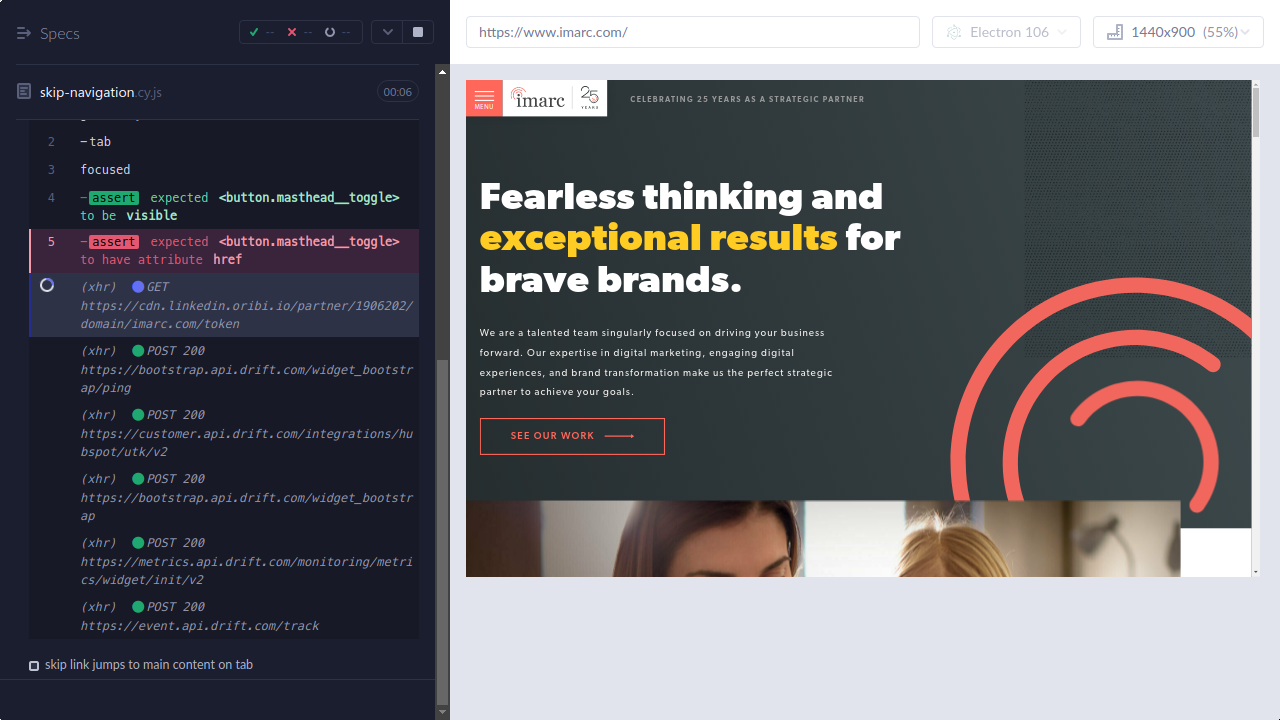 Specs
--
--
--
skip-navigation.cy.js
00:06
2 -tab
3 focused
4 -assert expected <button.masthead__toggle>
to be visible
5 -assert expected <button.masthead__toggle>
to have attribute href
(xhr) GET
https://cdn.linkedin.oribi.io/partner/1906202/
domain/imarc.com/token
(xhr) POST 200
https://bootstrap.api.drift.com/widget_bootstr
ap/ping
(xhr) POST 200
https://customer.api.drift.com/integrations/hu
bspot/utk/v2
(xhr) POST 200
https://bootstrap.api.drift.com/widget_bootstr
ap
(xhr) POST 200
https://metrics.api.drift.com/monitoring/metri
cs/widget/init/v2
(xhr) POST 200
https://event.api.drift.com/track
skip link jumps to main content on tab
https://www.imarc.com/
Electron 106
1440x900 (55%)
MENU
imarc
25
YEARS
CELEBRATING 25 YEARS AS A STRATEGIC PARTNER
Fearless thinking and
exceptional results for
brave brands.
We are a talented team singularly focused on driving your business
forward. Our expertise in digital marketing, engaging digital
experiences, and brand transformation make us the perfect strategic
partner to achieve your goals.
SEE OUR WORK